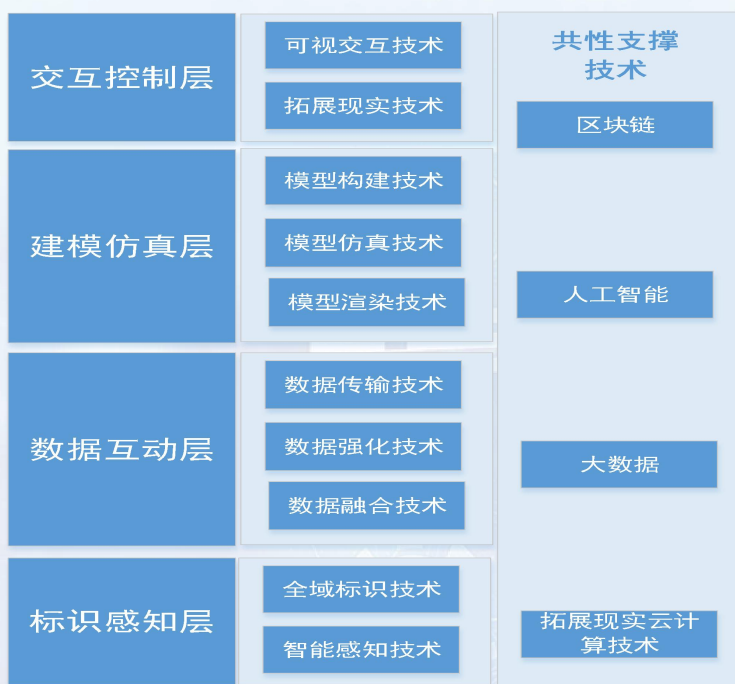 交互控制层
可视交互技术
拓展现实技术
建模仿真层
模型构建技术
模型仿真技术
模型渲染技术
数据互动层
数据传输技术
数据强化技术
数据融合技术
标识感知层
全域标识技术
智能感知技术
共性支撑
技术
区块链
人工智能
大数据
拓展现实云计
算技术